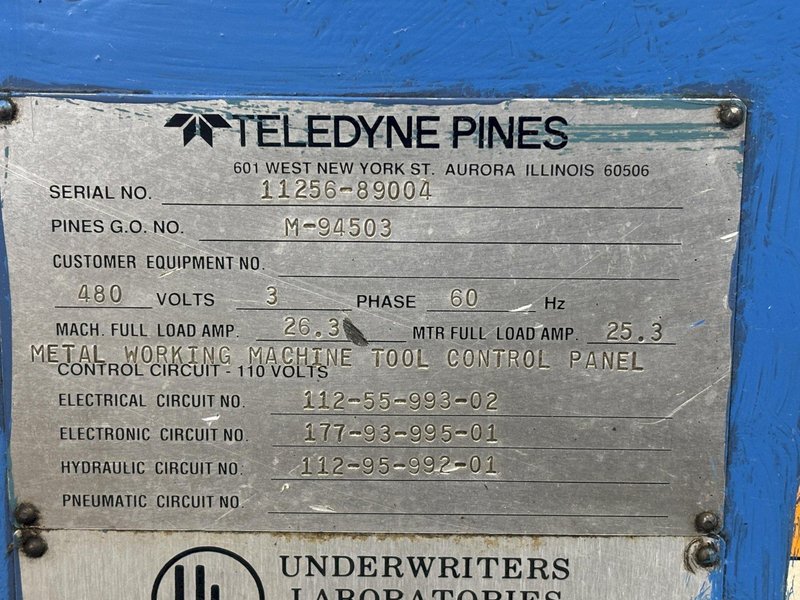 TELEDYNE PINES
601 WEST NEW YORK ST. AURORA ILLINOIS 60506
SERIAL NO. 11256-89004
PINES G.O. NO. M-94503
CUSTOMER EQUIPMENT NO.
480 VOLTS 3 PHASE 60 Hz
MACH. FULL LOAD AMP. 26.3 MTR FULL LOAD AMP. 25.3
METAL WORKING MACHINE TOOL CONTROL PANEL
CONTROL CIRCUIT - 110 VOLTS
ELECTRICAL CIRCUIT NO. 112-55-993-02
ELECTRONIC CIRCUIT NO. 177-93-995-01
HYDRAULIC CIRCUIT NO. 112-95-992-01
PNEUMATIC CIRCUIT NO.
UL
UNDERWRITERS
LABORATORIES